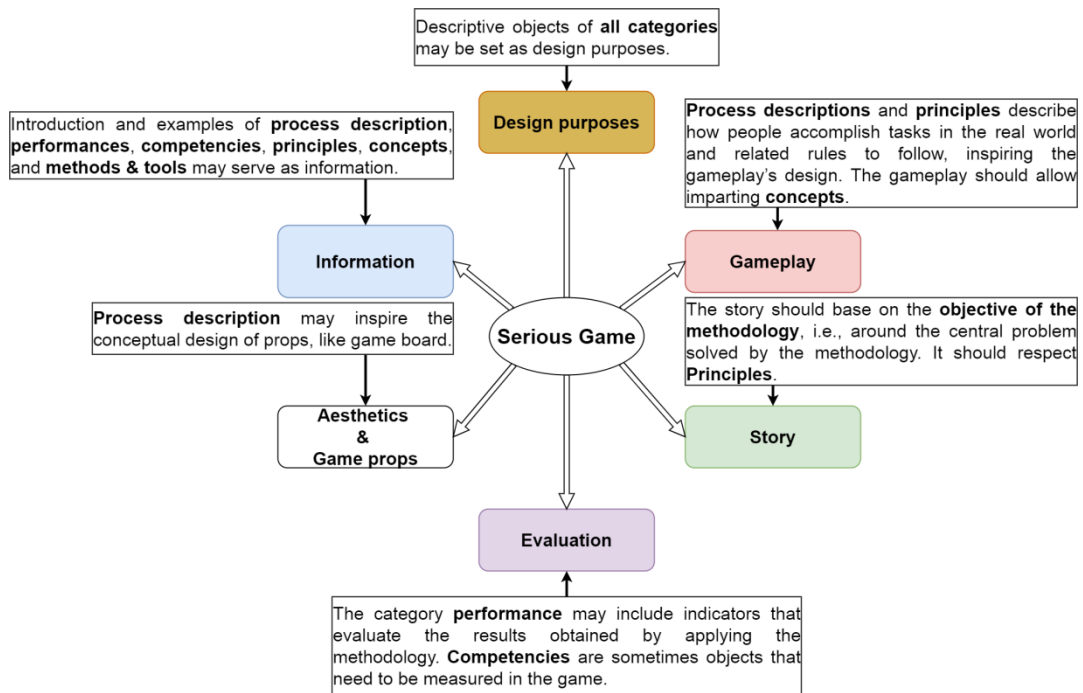 Descriptive objects of all categories
may be set as design purposes.
Design purposes
Introduction and examples of process description,
performances, competencies, principles, concepts,
and methods & tools may serve as information.
Information
Process descriptions and principles describe
how people accomplish tasks in the real world
and related rules to follow, inspiring the
gameplay's design. The gameplay should allow
imparting concepts.
Gameplay
Process description may inspire the
conceptual design of props, like game board.
Serious Game
The story should base on the objective of the
methodology, i.e., around the central problem
solved by the methodology. It should respect
Principles.
Aesthetics
&
Game props
Story
Evaluation
The category performance may include indicators that
evaluate the results obtained by applying the
methodology. Competencies are sometimes objects that
need to be measured in the game.